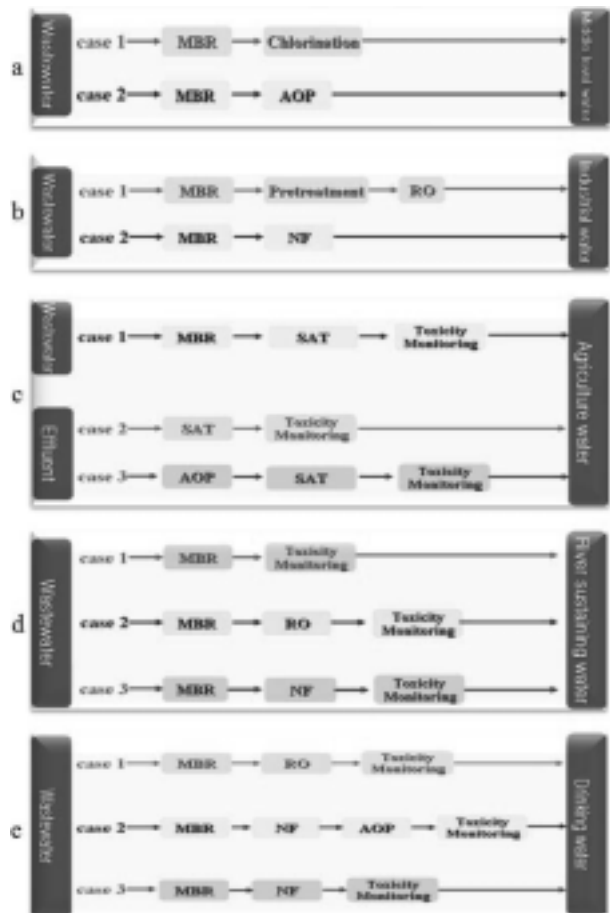 a
Wastewater
case 1
MBR
Chlorination
case 2
MBR
AOP
Middle level water
b
Wastewater
case 1
MBR
Pretreatment
RO
case 2
MBR
NF
Industrial water
c
Wastewater
case 1
MBR
SAT
Toxicity
Monitoring
Effluent
case 2
SAT
Toxicity
Monitoring
case 3
AOP
SAT
Toxicity
Monitoring
Agriculture water
d
Wastewater
case 1
MBR
Toxicity
Monitoring
case 2
MBR
RO
Toxicity
Monitoring
case 3
MBR
NF
Toxicity
Monitoring
River sustaining water
e
Wastewater
case 1
MBR
RO
Toxicity
Monitoring
case 2
MBR
NF
AOP
Toxicity
Monitoring
case 3
MBR
NF
Toxicity
Monitoring
Drinking water